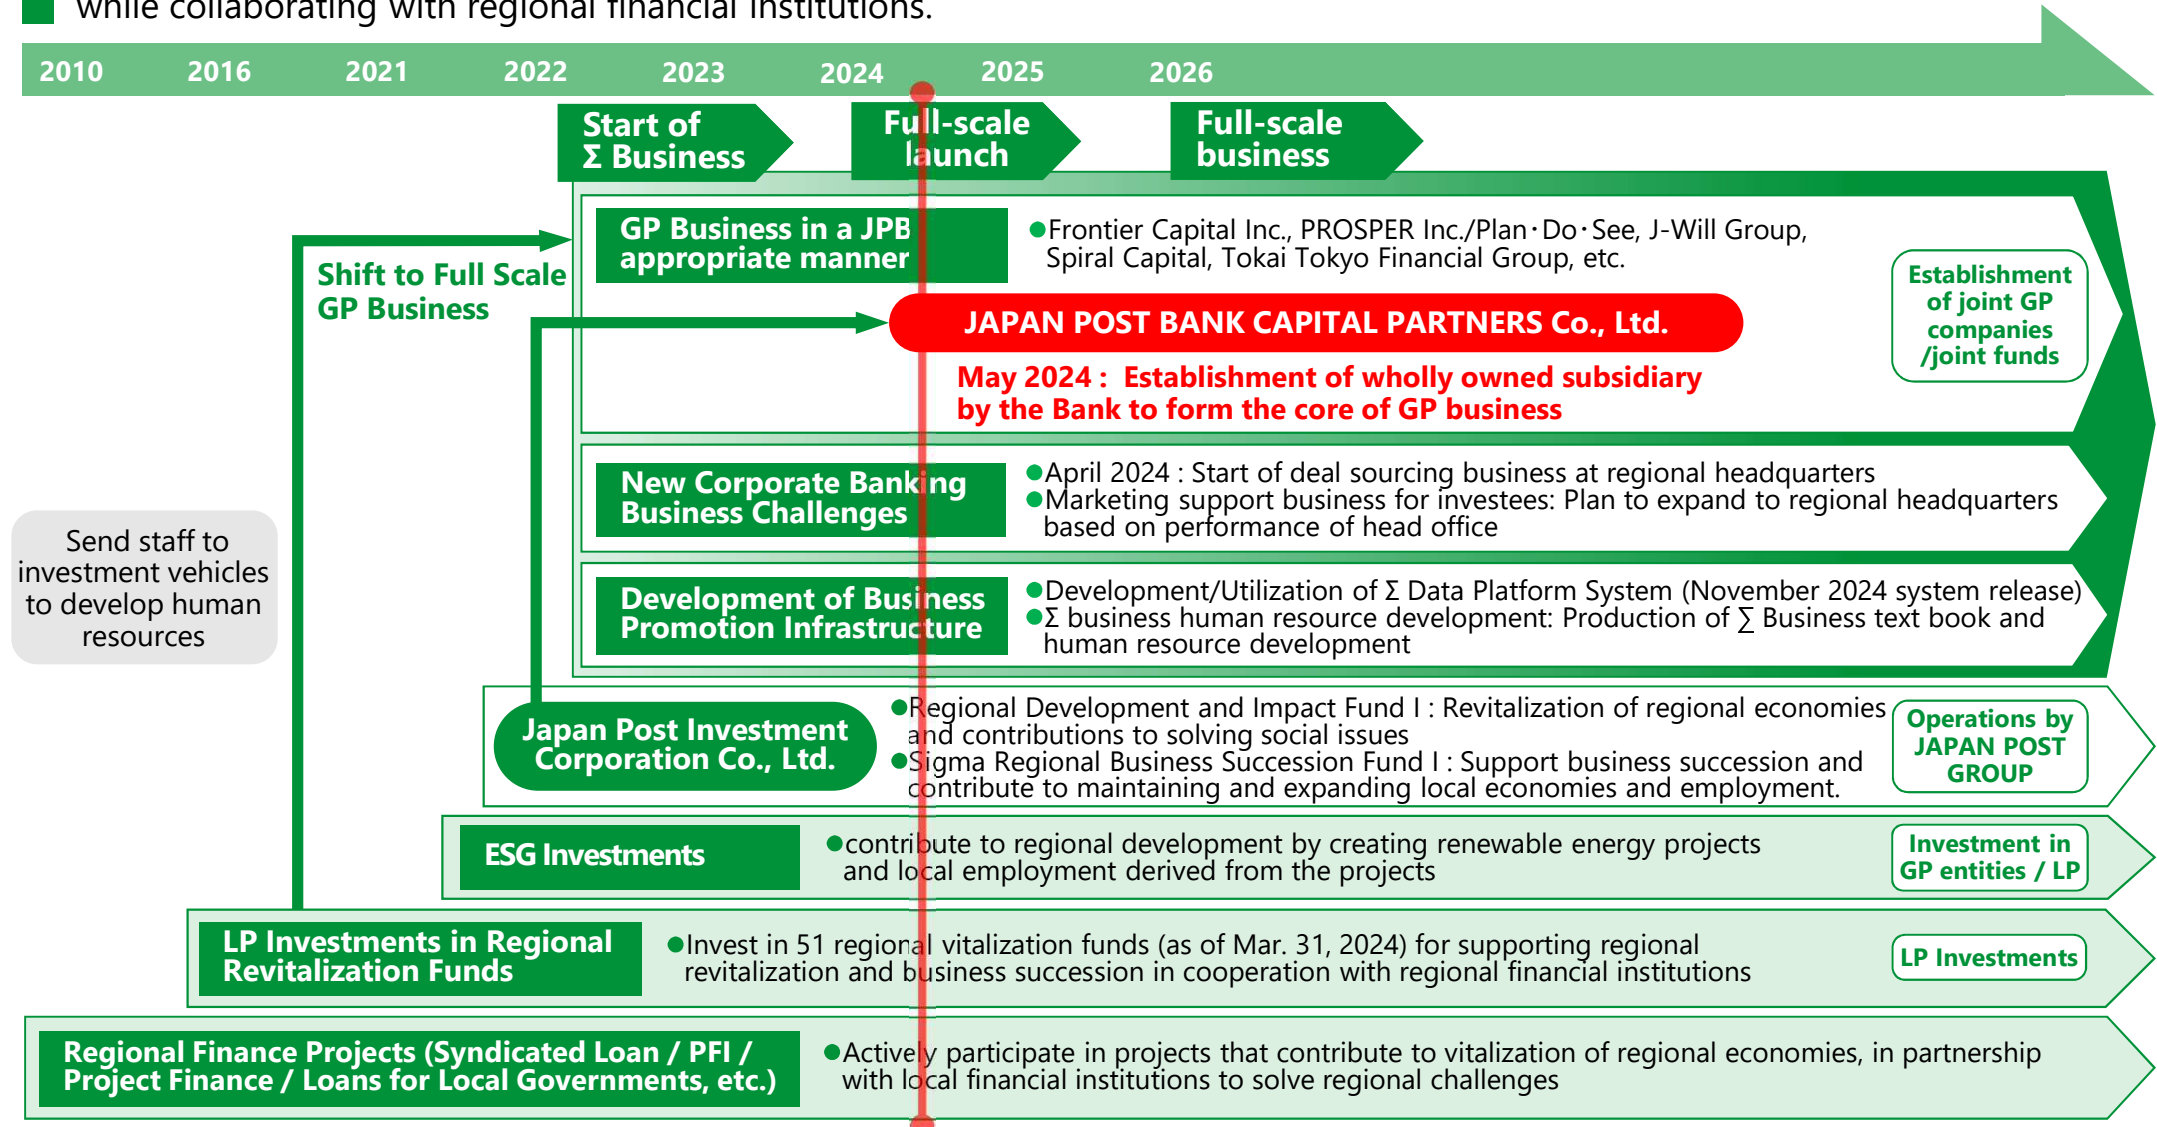 while collaborating with regional financial institutions.
2010 2016 2021 2022 2023 2024 2025 2026
Start of
Σ Business
Full-scale
launch
Full-scale
business
GP Business in a JPB
appropriate manner
●Frontier Capital Inc., PROSPER Inc./Plan･Do･See, J-Will Group,
Spiral Capital, Tokai Tokyo Financial Group, etc.
Shift to Full Scale
GP Business
JAPAN POST BANK CAPITAL PARTNERS Co., Ltd.
May 2024 : Establishment of wholly owned subsidiary
by the Bank to form the core of GP business
Establishment
of joint GP
companies
/joint funds
New Corporate Banking
Business Challenges
●April 2024 : Start of deal sourcing business at regional headquarters
●Marketing support business for investees: Plan to expand to regional headquarters
based on performance of head office
Send staff to
investment vehicles
to develop human
resources
Development of Business
Promotion Infrastructure
●Development/Utilization of Σ Data Platform System (November 2024 system release)
●Σ business human resource development: Production of ∑ Business text book and
human resource development
Japan Post Investment
Corporation Co., Ltd.
●Regional Development and Impact Fund I : Revitalization of regional economies
and contributions to solving social issues
●Sigma Regional Business Succession Fund I : Support business succession and
contribute to maintaining and expanding local economies and employment.
Operations by
JAPAN POST
GROUP
ESG Investments
●contribute to regional development by creating renewable energy projects
and local employment derived from the projects
Investment in
GP entities / LP
LP Investments in Regional
Revitalization Funds
●Invest in 51 regional vitalization funds (as of Mar. 31, 2024) for supporting regional
revitalization and business succession in cooperation with regional financial institutions
LP Investments
Regional Finance Projects (Syndicated Loan / PFI /
Project Finance / Loans for Local Governments, etc.)
●Actively participate in projects that contribute to vitalization of regional economies, in partnership
with local financial institutions to solve regional challenges